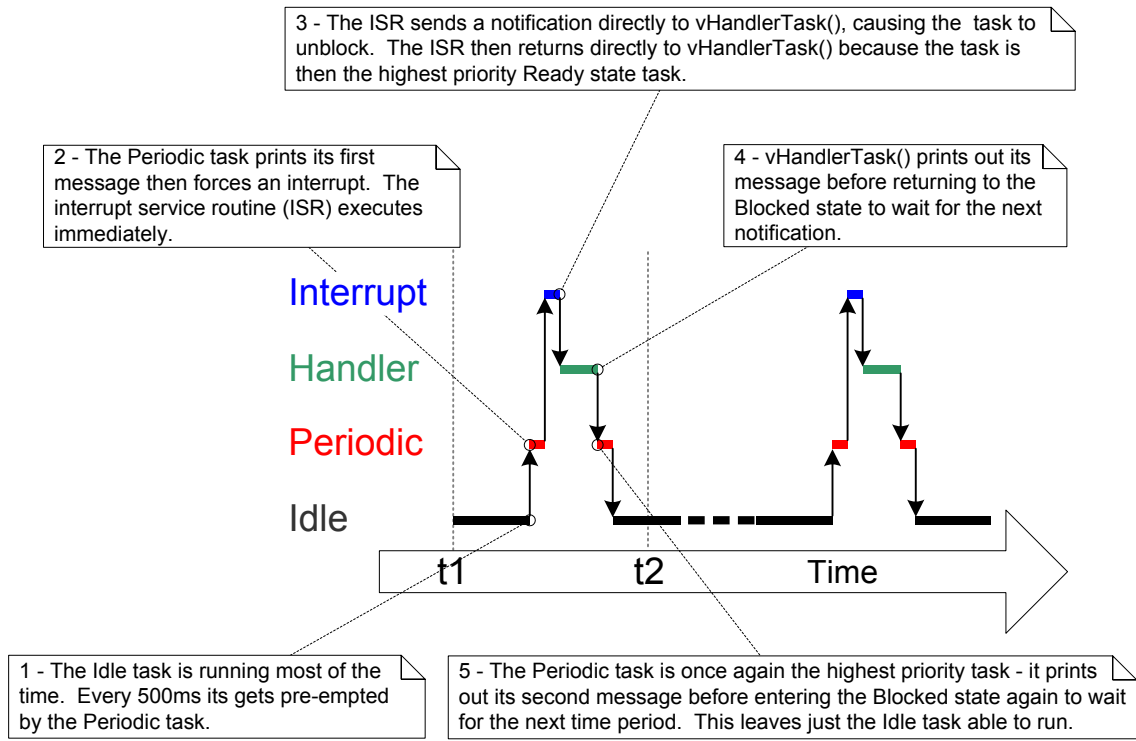 3 - The ISR sends a notification directly to vHandlerTask(), causing the  task to
unblock.  The ISR then returns directly to vHandlerTask() because the task is
then the highest priority Ready state task.
2 - The Periodic task prints its first
message then forces an interrupt.  The
interrupt service routine (ISR) executes
immediately.
4 - vHandlerTask() prints out its
message before returning to the
Blocked state to wait for the next
notification.
Interrupt
Handler
Periodic
Idle
t1
t2
Time
1 - The Idle task is running most of the
time.  Every 500ms its gets pre-empted
by the Periodic task.
5 - The Periodic task is once again the highest priority task - it prints
out its second message before entering the Blocked state again to wait
for the next time period.  This leaves just the Idle task able to run.